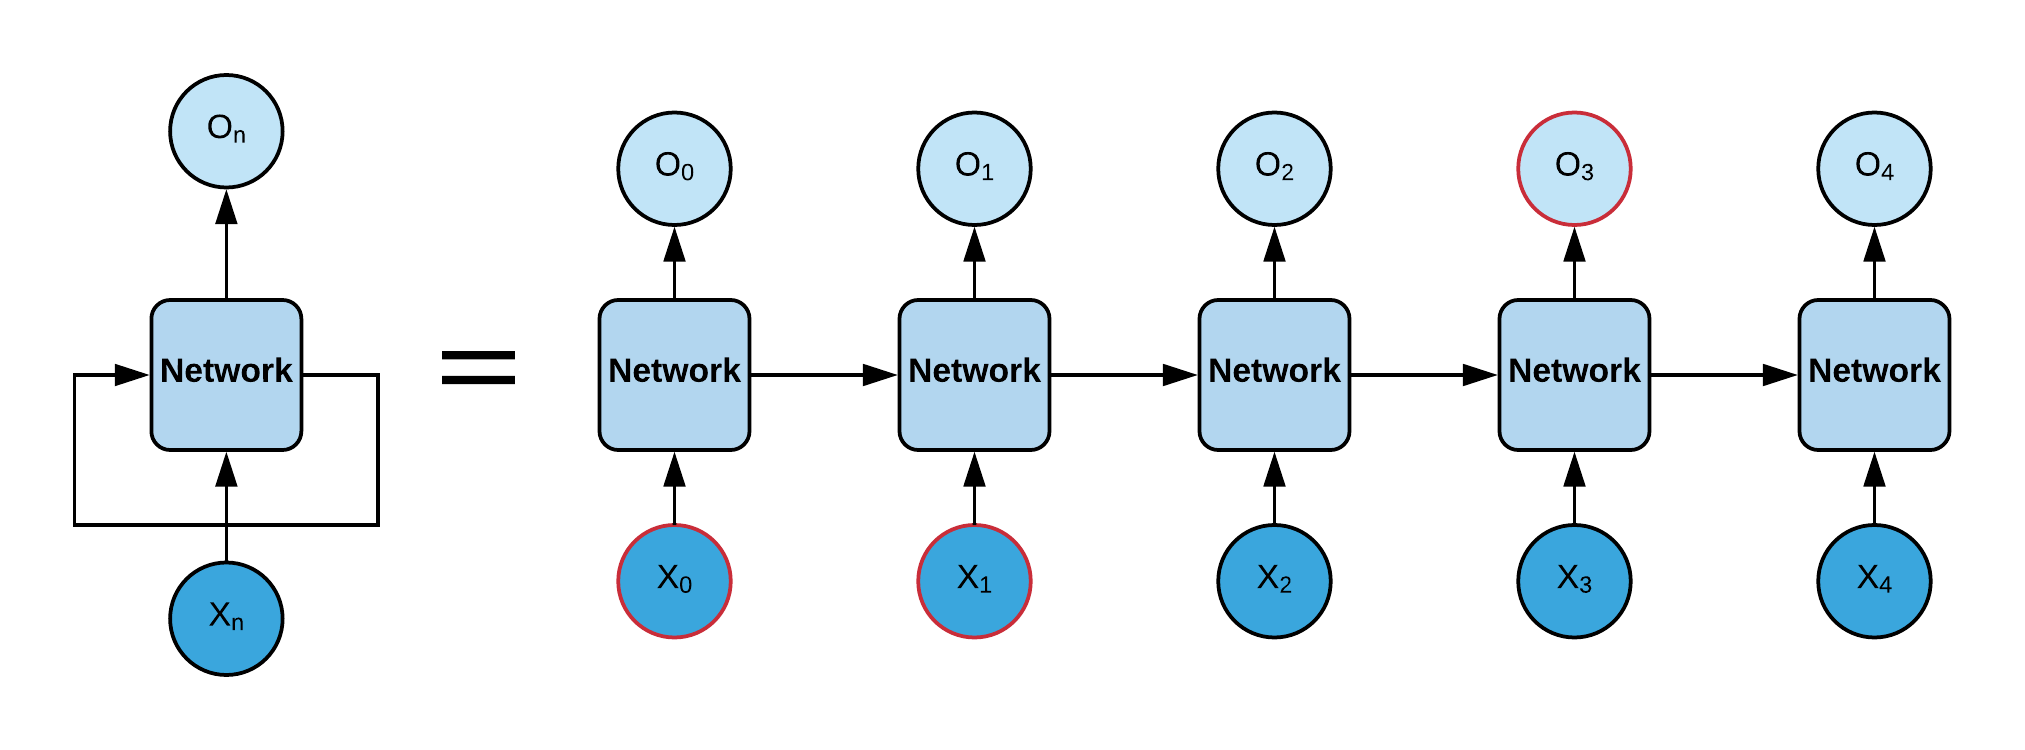 Oₙ
Network
Xₙ
=
O₀ O₁ O₂ O₃ O₄
Network Network Network Network Network
X₀ X₁ X₂ X₃ X₄